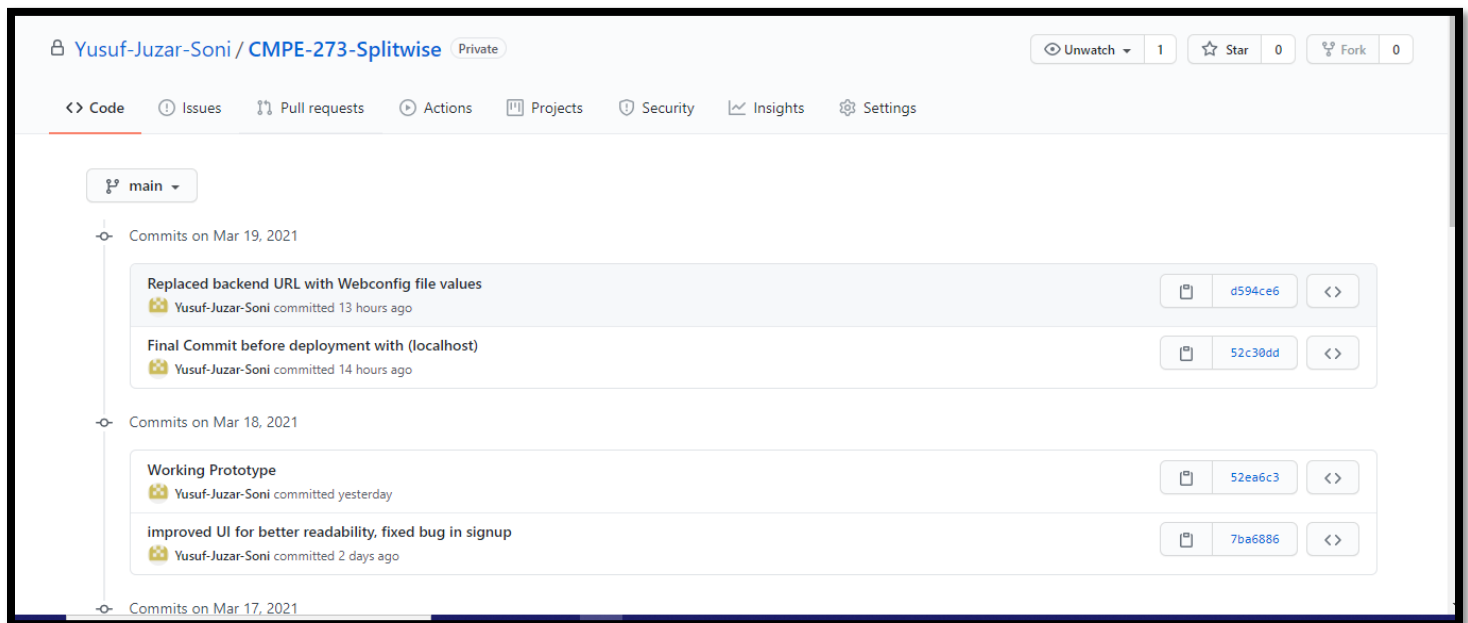 Yusuf-Juzar-Soni / CMPE-273-Splitwise Private Unwatch 1 Star 0 Fork 0
Code Issues Pull requests Actions Projects Security Insights Settings
main
Commits on Mar 19, 2021
Replaced backend URL with Webconfig file values
Yusuf-Juzar-Soni committed 13 hours ago
d594ce6
Final Commit before deployment with (localhost)
Yusuf-Juzar-Soni committed 14 hours ago
52c30dd
Commits on Mar 18, 2021
Working Prototype
Yusuf-Juzar-Soni committed yesterday
52ea6c3
improved UI for better readability, fixed bug in signup
Yusuf-Juzar-Soni committed 2 days ago
7ba6886
Commits on Mar 17, 2021